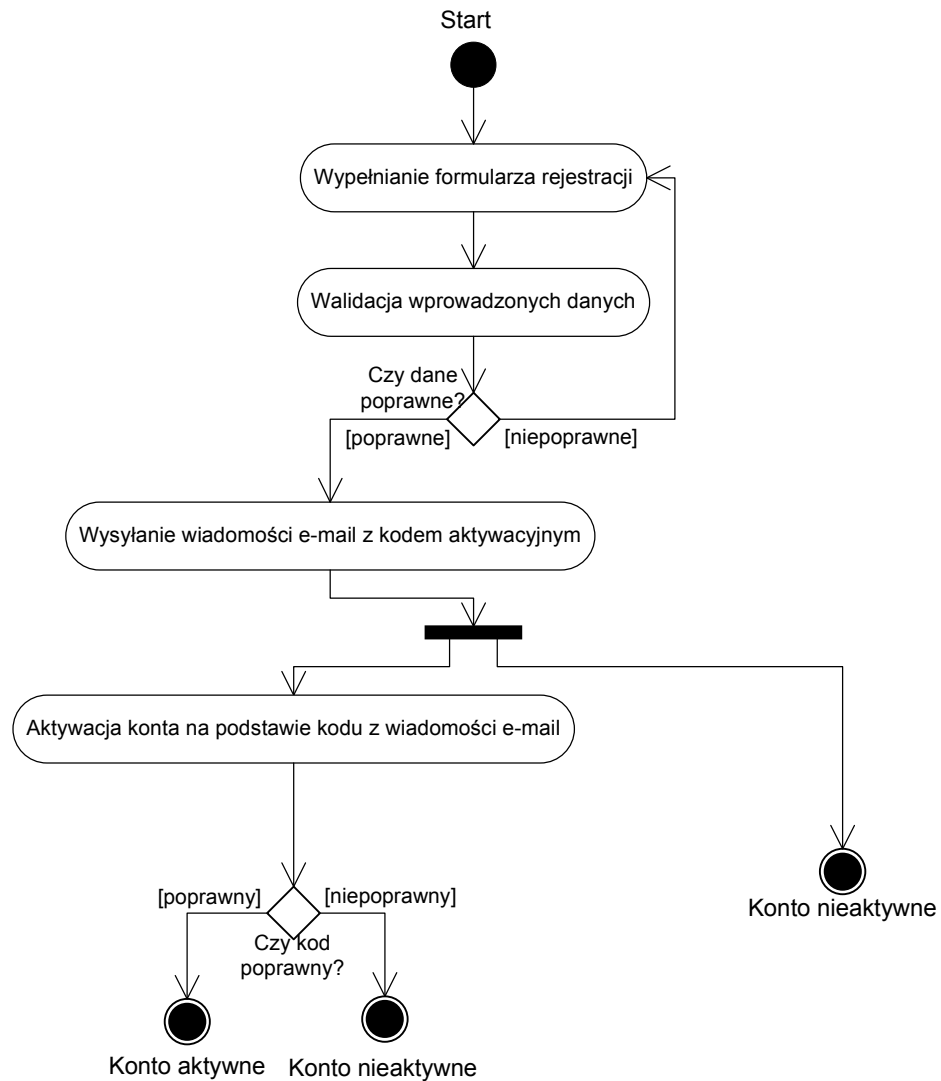 Start
Wypełnianie formularza rejestracji
Walidacja wprowadzonych danych
Czy dane
poprawne?
[poprawne]
[niepoprawne]
Wysyłanie wiadomości e-mail z kodem aktywacyjnym
Aktywacja konta na podstawie kodu z wiadomości e-mail
[poprawny]
[niepoprawny]
Czy kod
poprawny?
Konto nieaktywne
Konto aktywne
Konto nieaktywne